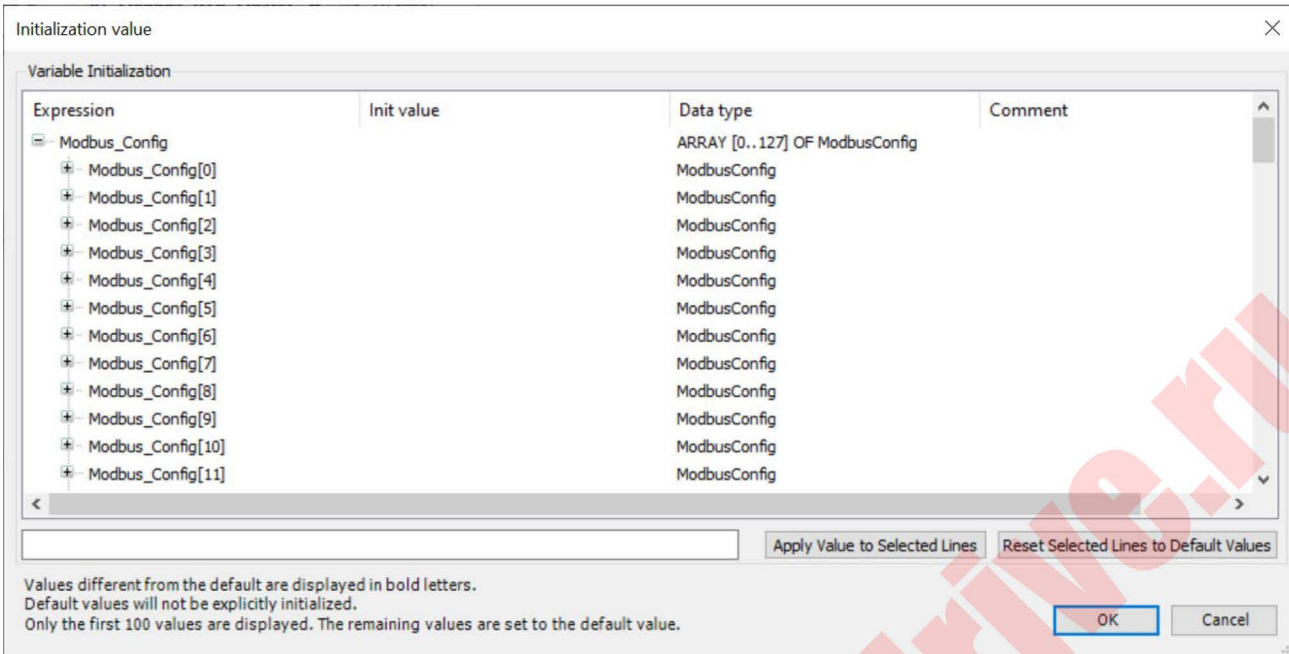 Initialization value
Variable Initialization
Expression Init value Data type Comment
Modbus_Config ARRAY [0..127] OF ModbusConfig
Modbus_Config[0] ModbusConfig
Modbus_Config[1] ModbusConfig
Modbus_Config[2] ModbusConfig
Modbus_Config[3] ModbusConfig
Modbus_Config[4] ModbusConfig
Modbus_Config[5] ModbusConfig
Modbus_Config[6] ModbusConfig
Modbus_Config[7] ModbusConfig
Modbus_Config[8] ModbusConfig
Modbus_Config[9] ModbusConfig
Modbus_Config[10] ModbusConfig
Modbus_Config[11] ModbusConfig
Apply Value to Selected Lines Reset Selected Lines to Default Values
Values different from the default are displayed in bold letters.
Default values will not be explicitly initialized.
Only the first 100 values are displayed. The remaining values are set to the default value.
OK Cancel